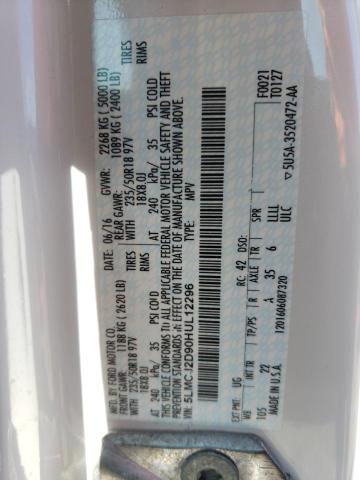 MFD. BY FORD MOTOR CO.
DATE: 06/16 GVWR: 2268 KG (5000 LB)
FRONT GAWR: 1188 KG (2620 LB) REAR GAWR: 1089 KG (2400 LB)
WITH 235/50R18 97V TIRES WITH 235/50R18 97V TIRES
18X8.0J RIMS 18X8.0J RIMS
AT 240 kPa/ 35 PSI COLD AT 240 kPa/ 35 PSI COLD
THIS VEHICLE CONFORMS TO ALL APPLICABLE
FEDERAL MOTOR VEHICLE SAFETY AND THEFT
PREVENTION STANDARDS IN EFFECT ON
THE DATE OF MANUFACTURE SHOWN ABOVE.
VIN: 5LMCJ2D90HUL12296
TYPE: MPV
F0021
T0127
EXT PNT: UG RC: 42 DSO:
WB INT TR TP/PS R AXLE TR SPR
105 22 A 35 6 LLLL
ULC
MADE IN U.S.A. 1201606087320
5U5A-3520472-AA